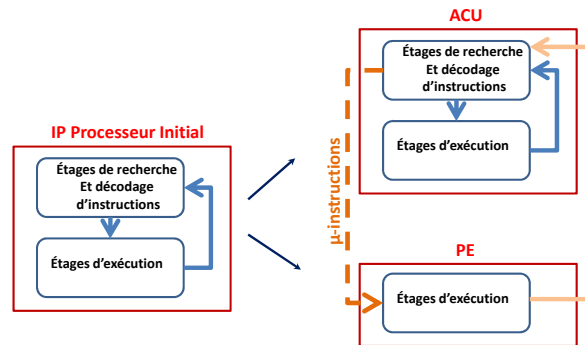 ACU
Étages de recherche
Et décodage
d'instructions
Étages d'exécution
IP Processeur Initial
Étages de recherche
Et décodage
d'instructions
Étages d'exécution
µ-instructions
PE
Étages d'exécution